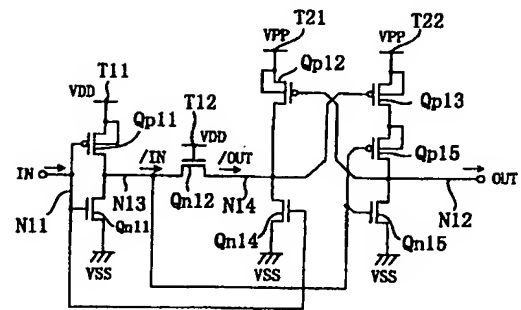 T21
T22
VPP
VPP
T11
Qp12
VDD
T12
Qp13
Qp11
/IN
VDD
/OUT
Qp15
IN
OUT
N13
Qn12
N14
N12
N11
Qn11
Qn14
Qn15
VSS
VSS
VSS